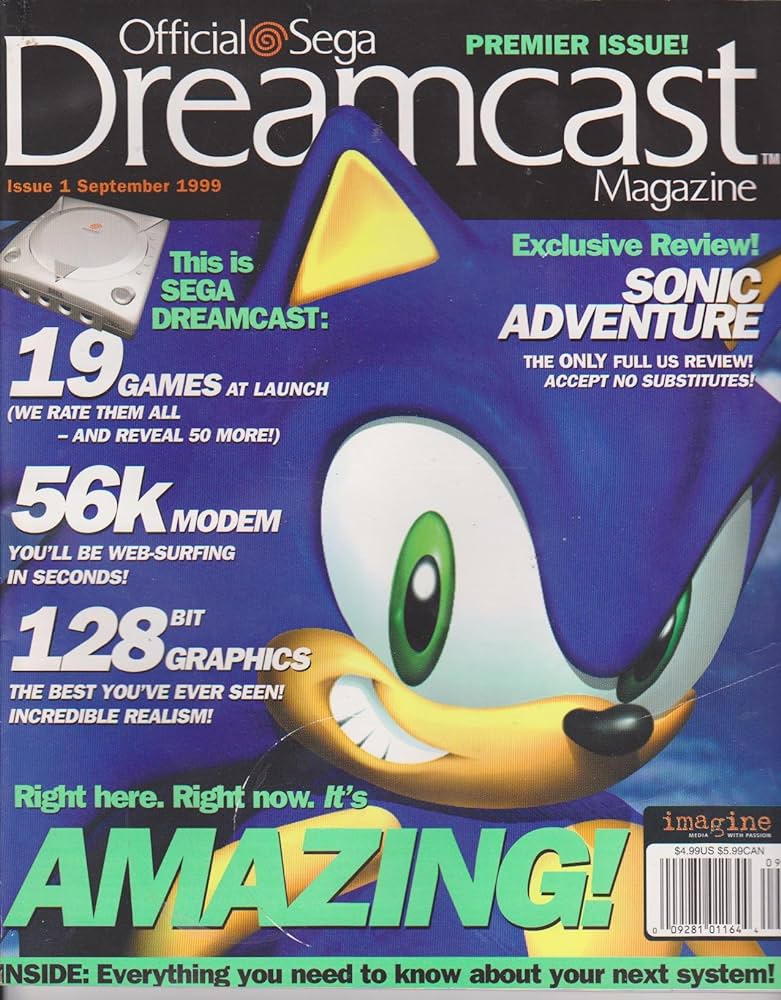 Official Sega
PREMIER ISSUE!
Dreamcast™
Magazine
Issue 1 September 1999
This is
SEGA
DREAMCAST:
19 GAMES AT LAUNCH
(WE RATE THEM ALL
– AND REVEAL 50 MORE!)
56k MODEM
YOU'LL BE WEB-SURFING
IN SECONDS!
128 BIT
GRAPHICS
THE BEST YOU'VE EVER SEEN!
INCREDIBLE REALISM!
Exclusive Review!
SONIC
ADVENTURE
THE ONLY FULL US REVIEW!
ACCEPT NO SUBSTITUTES!
Right here. Right now. It's
AMAZING!
imagine
MEDIA WITH PASSION
$4.99US $5.99CAN
09
0 09281 01164 4
INSIDE: Everything you need to know about your next system!